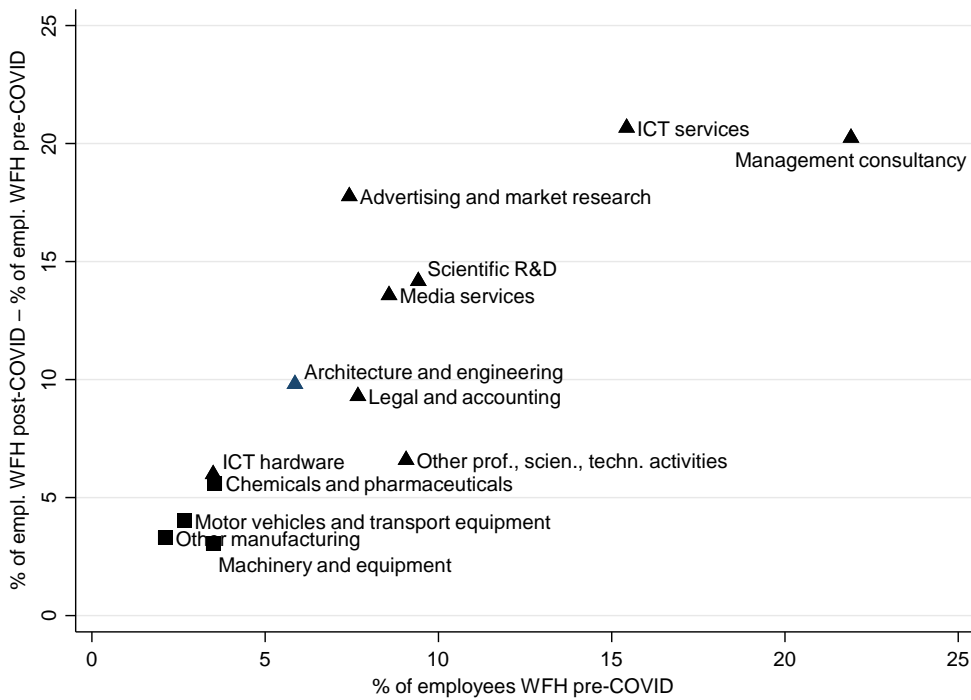 % of empl. WFH post-COVID – % of empl. WFH pre-COVID
25
20
15
10
5
0
ICT services
Management consultancy
Advertising and market research
Scientific R&D
Media services
Architecture and engineering
Legal and accounting
ICT hardware
Other prof., scien., techn. activities
Chemicals and pharmaceuticals
Motor vehicles and transport equipment
Other manufacturing
Machinery and equipment
0 5 10 15 20 25
% of employees WFH pre-COVID